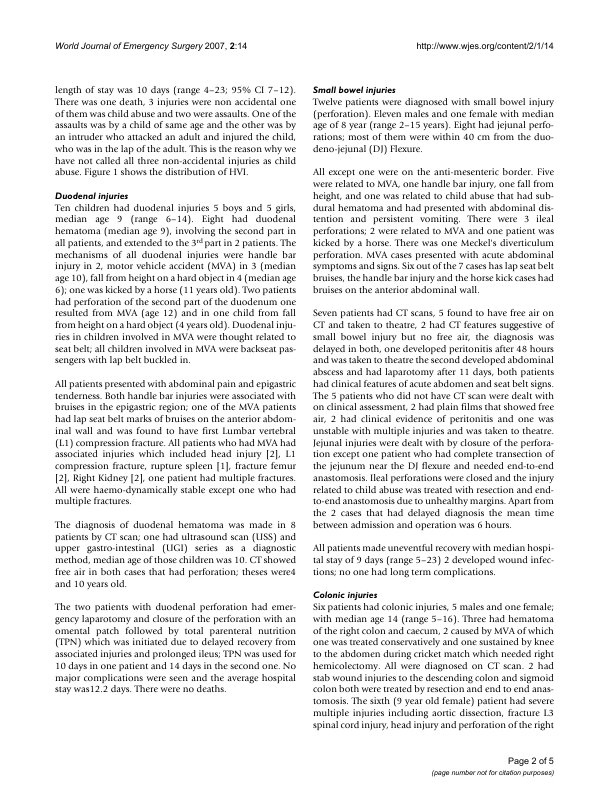 World Journal of Emergency Surgery 2007, 2:14
http://www.wjes.org/content/2/1/14
length of stay was 10 days (range 4–23; 95% CI 7–12).
There was one death, 3 injuries were non accidental one
of them was child abuse and two were assaults. One of the
assaults was by a child of same age and the other was by
an intruder who attacked an adult and injured the child,
who was in the lap of the adult. This is the reason why we
have not called all three non-accidental injuries as child
abuse. Figure 1 shows the distribution of HVI.
Duodenal injuries
Ten children had duodenal injuries 5 boys and 5 girls,
median age 9 (range 6–14). Eight had duodenal
hematoma (median age 9), involving the second part in
all patients, and extended to the 3rd part in 2 patients. The
mechanisms of all duodenal injuries were handle bar
injury in 2, motor vehicle accident (MVA) in 3 (median
age 10), fall from height on a hard object in 4 (median age
6); one was kicked by a horse (11 years old). Two patients
had perforation of the second part of the duodenum one
resulted from MVA (age 12) and in one child from fall
from height on a hard object (4 years old). Duodenal inju-
ries in children involved in MVA were thought related to
seat belt; all children involved in MVA were backseat pas-
sengers with lap belt buckled in.
All patients presented with abdominal pain and epigastric
tenderness. Both handle bar injuries were associated with
bruises in the epigastric region; one of the MVA patients
had lap seat belt marks of bruises on the anterior abdom-
inal wall and was found to have first Lumbar vertebral
(L1) compression fracture. All patients who had MVA had
associated injuries which included head injury [2], L1
compression fracture, rupture spleen [1], fracture femur
[2], Right Kidney [2], one patient had multiple fractures.
All were haemo-dynamically stable except one who had
multiple fractures.
The diagnosis of duodenal hematoma was made in 8
patients by CT scan; one had ultrasound scan (USS) and
upper gastro-intestinal (UGI) series as a diagnostic
method, median age of those children was 10. CT showed
free air in both cases that had perforation; theses were4
and 10 years old.
The two patients with duodenal perforation had emer-
gency laparotomy and closure of the perforation with an
omental patch followed by total parenteral nutrition
(TPN) which was initiated due to delayed recovery from
associated injuries and prolonged ileus; TPN was used for
10 days in one patient and 14 days in the second one. No
major complications were seen and the average hospital
stay was12.2 days. There were no deaths.
Small bowel injuries
Twelve patients were diagnosed with small bowel injury
(perforation). Eleven males and one female with median
age of 8 year (range 2–15 years). Eight had jejunal perfo-
rations; most of them were within 40 cm from the duo-
deno-jejunal (DJ) Flexure.
All except one were on the anti-mesenteric border. Five
were related to MVA, one handle bar injury, one fall from
height, and one was related to child abuse that had sub-
dural hematoma and had presented with abdominal dis-
tention and persistent vomiting. There were 3 ileal
perforations; 2 were related to MVA and one patient was
kicked by a horse. There was one Meckel's diverticulum
perforation. MVA cases presented with acute abdominal
symptoms and signs. Six out of the 7 cases has lap seat belt
bruises, the handle bar injury and the horse kick cases had
bruises on the anterior abdominal wall.
Seven patients had CT scans, 5 found to have free air on
CT and taken to theatre, 2 had CT features suggestive of
small bowel injury but no free air, the diagnosis was
delayed in both, one developed peritonitis after 48 hours
and was taken to theatre the second developed abdominal
abscess and had laparotomy after 11 days, both patients
had clinical features of acute abdomen and seat belt signs.
The 5 patients who did not have CT scan were dealt with
on clinical assessment, 2 had plain films that showed free
air, 2 had clinical evidence of peritonitis and one was
unstable with multiple injuries and was taken to theatre.
Jejunal injuries were dealt with by closure of the perfora-
tion except one patient who had complete transection of
the jejunum near the DJ flexure and needed end-to-end
anastomosis. Ileal perforations were closed and the injury
related to child abuse was treated with resection and end-
to-end anastomosis due to unhealthy margins. Apart from
the 2 cases that had delayed diagnosis the mean time
between admission and operation was 6 hours.
All patients made uneventful recovery with median hospi-
tal stay of 9 days (range 5–23) 2 developed wound infec-
tions; no one had long term complications.
Colonic injuries
Six patients had colonic injuries, 5 males and one female;
with median age 14 (range 5–16). Three had hematoma
of the right colon and caecum, 2 caused by MVA of which
one was treated conservatively and one sustained by knee
to the abdomen during cricket match which needed right
hemicolectomy. All were diagnosed on CT scan. 2 had
stab wound injuries to the descending colon and sigmoid
colon both were treated by resection and end to end anas-
tomosis. The sixth (9 year old female) patient had severe
multiple injuries including aortic dissection, fracture L3
spinal cord injury, head injury and perforation of the right
Page 2 of 5
(page number not for citation purposes)